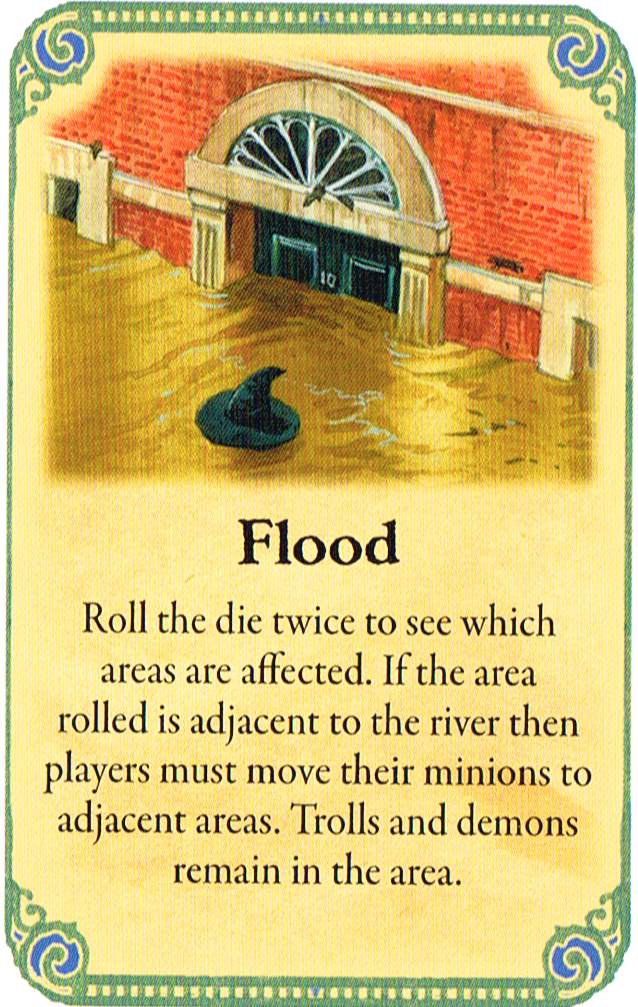 10
Flood
Roll the die twice to see which
areas are affected. If the area
rolled is adjacent to the river then
players must move their minions to
adjacent areas. Trolls and demons
remain in the area.